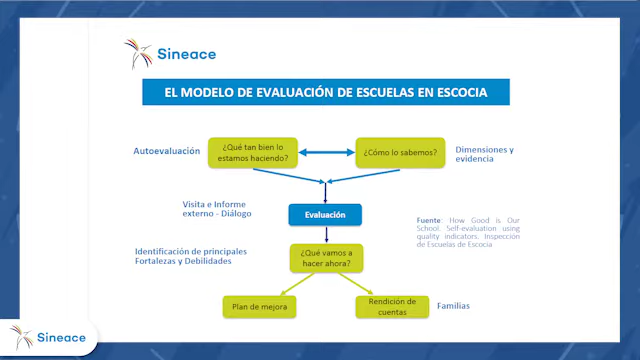 Sineace
EL MODELO DE EVALUACIÓN DE ESCUELAS EN ESCOCIA
Autoevaluación
¿Qué tan bien lo
estamos haciendo?
¿Cómo lo sabemos?
Dimensiones y
evidencia
Visita e Informe
externo - Diálogo
Evaluación
Fuente: How Good is Our
School. Self-evaluation using
quality indicators. Inspección
de Escuelas de Escocia
Identificación de principales
Fortalezas y Debilidades
¿Qué vamos a
hacer ahora?
Plan de mejora
Rendición de
cuentas
Familias
Sineace